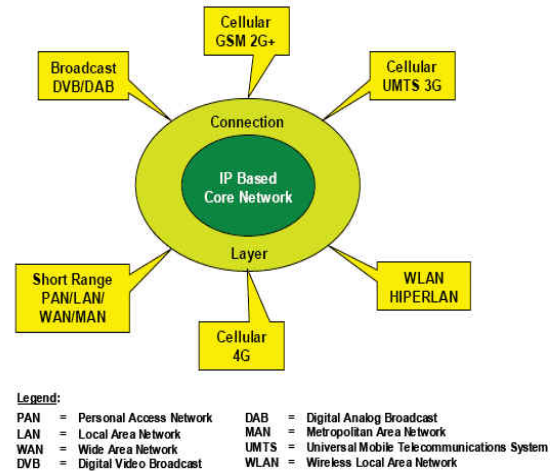 Cellular
GSM 2G+
Broadcast
DVB/DAB
Cellular
UMTS 3G
Connection
IP Based
Core Network
Layer
Short Range
PAN/LAN/
WAN/MAN
WLAN
HIPERLAN
Cellular
4G
Legend:
PAN = Personal Access Network
LAN = Local Area Network
WAN = Wide Area Network
DVB = Digital Video Broadcast
DAB = Digital Analog Broadcast
MAN = Metropolitan Area Network
UMTS = Universal Mobile Telecommunications System
WLAN = Wireless Local Area Network